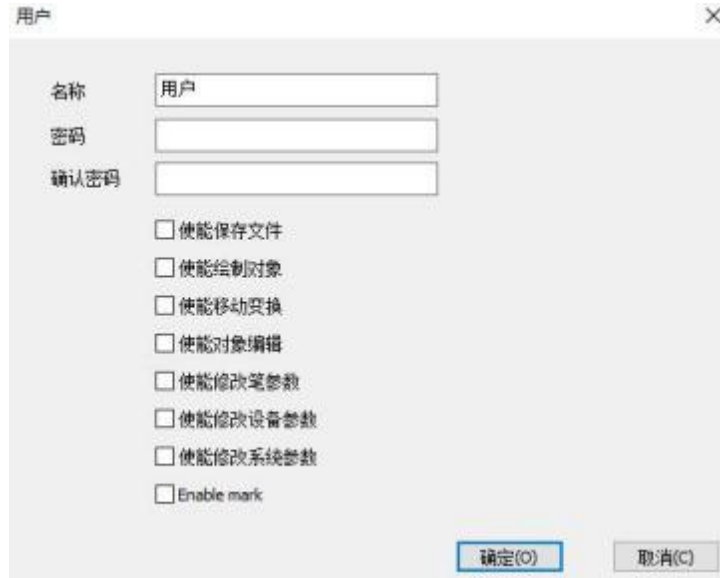 用户
名称 用户
密码
确认密码
使能保存文件
使能绘制对象
使能移动变换
使能对象编辑
使能修改笔参数
使能修改设备参数
使能修改系统参数
Enable mark
确定(O) 取消(C)